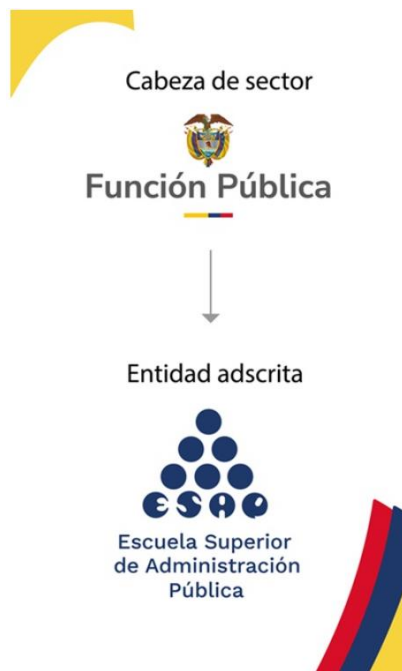 Cabeza de sector
Función Pública
Entidad adscrita
ESAP
Escuela Superior
de Administración
Pública